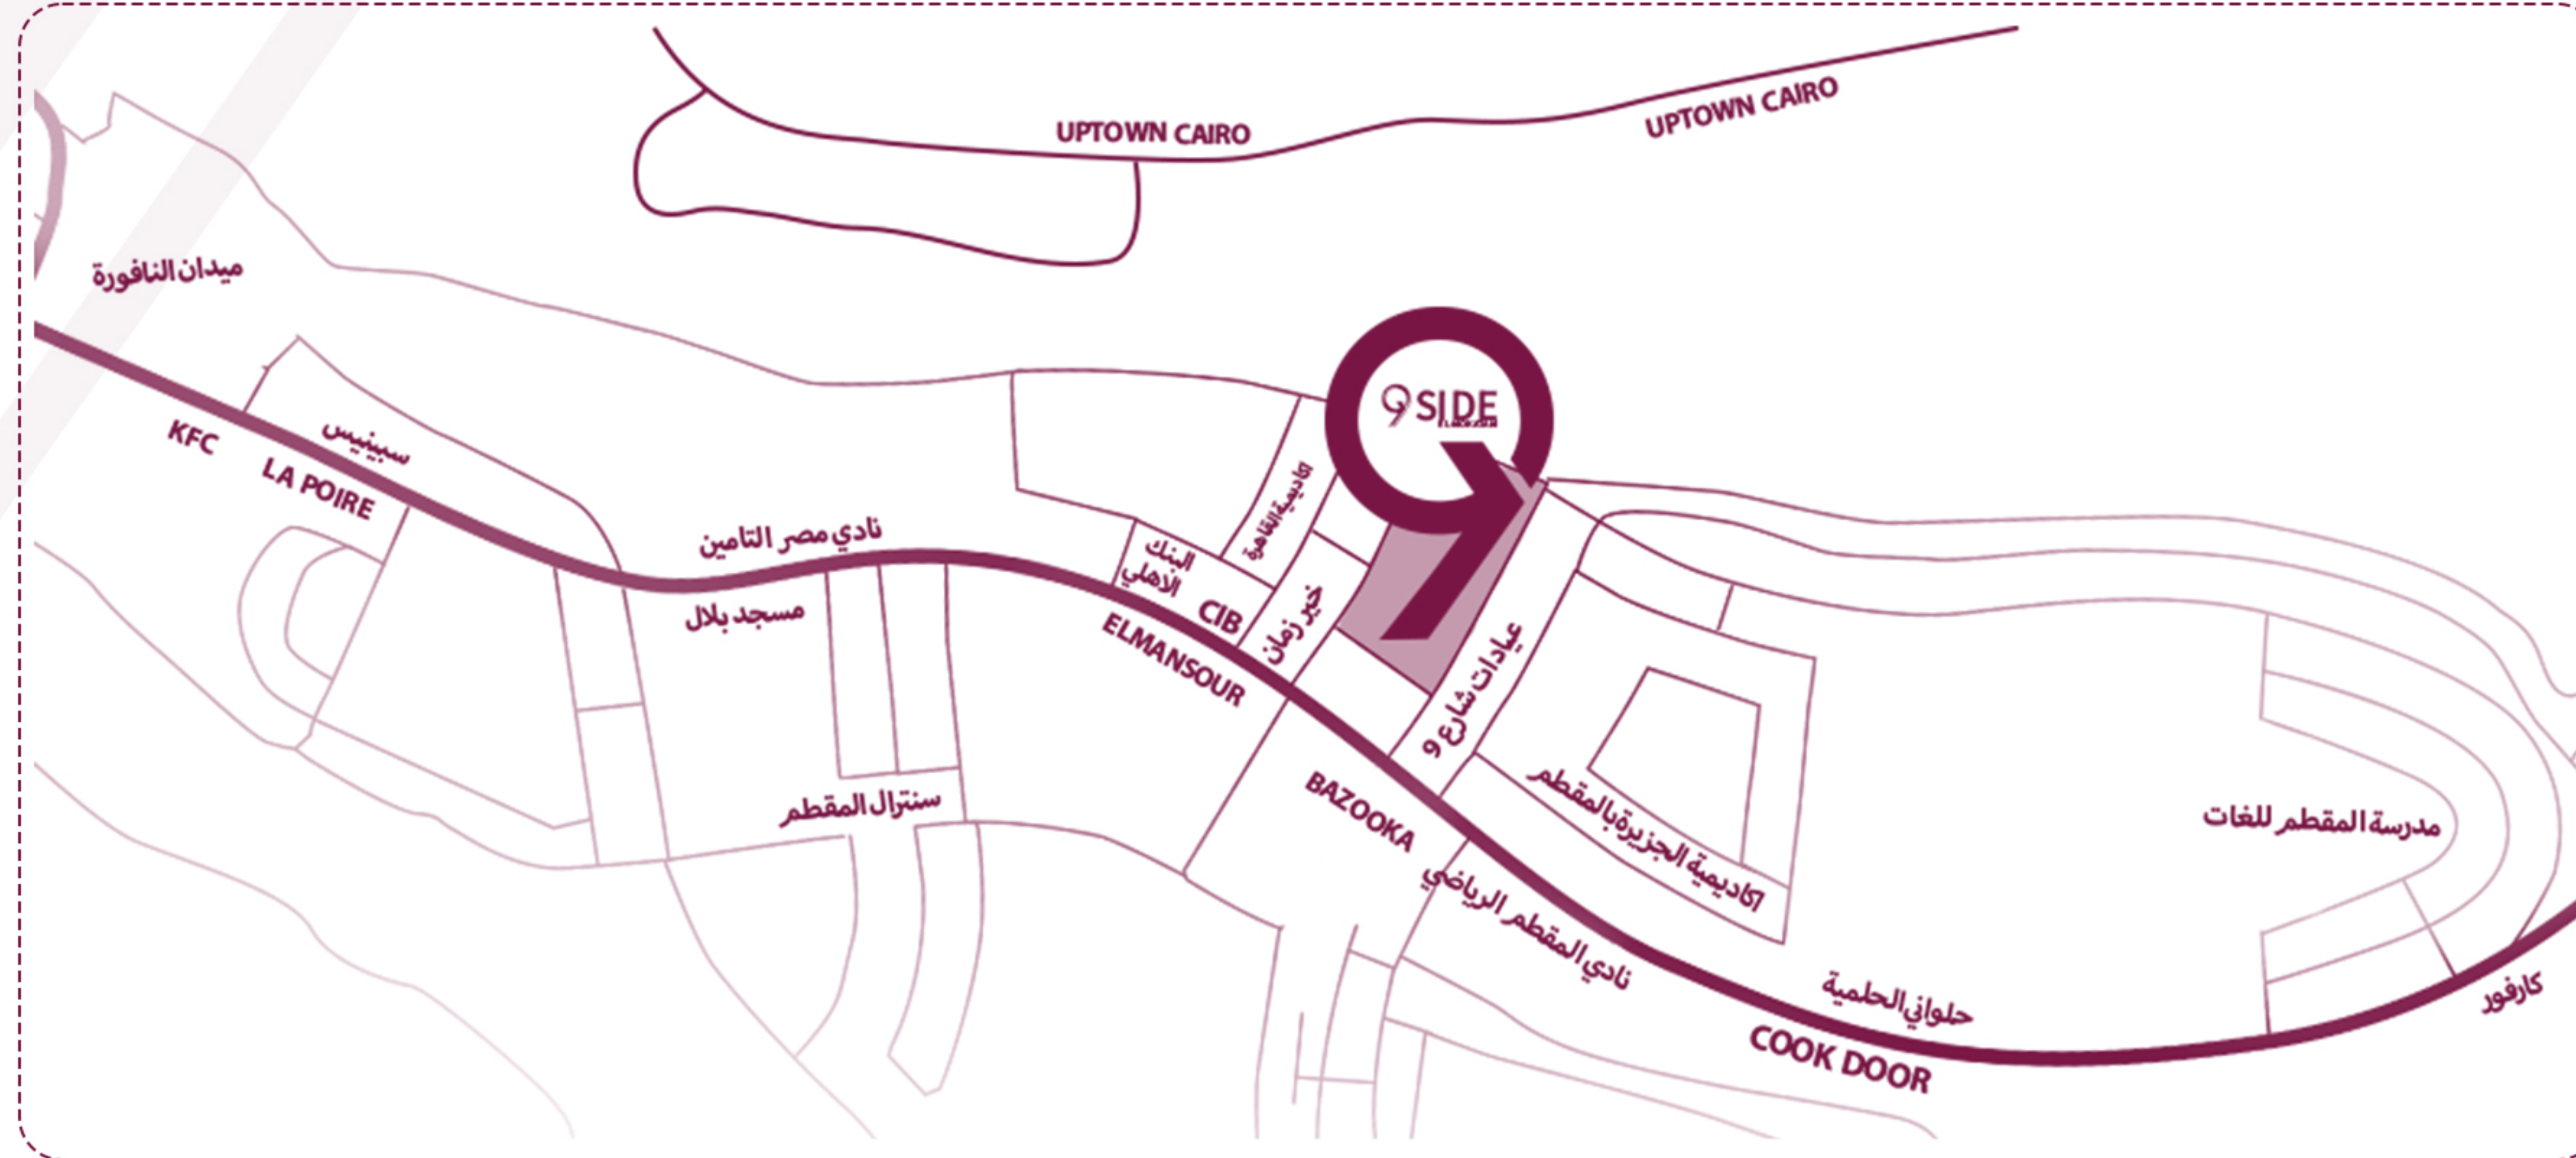 UPTOWN CAIRO
UPTOWN CAIRO
ميدان النافورة
9 SIDE
KFC
سبينيس
LA POIRE
نادي مصر التامين
مسجد بلال
اكاديمية القاهرة
البنك
الاهلي
CIB
خير زمان
ELMANSOUR
عيادات شارع ٩
سنترال المقطم
BAZOOKA
اكاديمية الجزيرة بالمقطم
نادي المقطم الرياضي
مدرسة المقطم للغات
حلواني الحلمية
COOK DOOR
كارفور